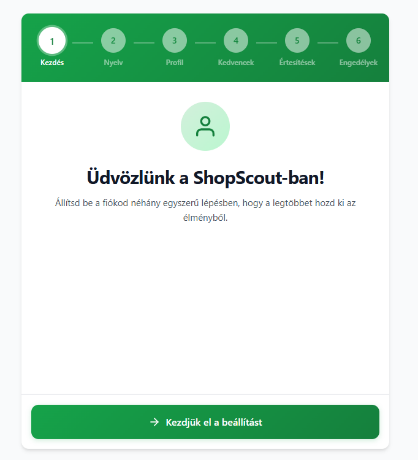 1 2 3 4 5 6
Kezdés Nyelv Profil Kedvencek Értesítések Engedélyek
Üdvözlünk a ShopScout-ban!
Állítsd be a fiókod néhány egyszerű lépésben, hogy a legtöbbet hozd ki az
élményből.
Kezdjük el a beállítást